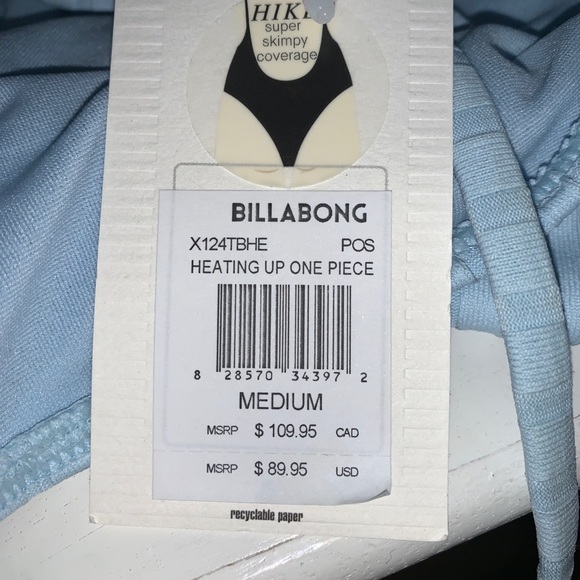 HIKE
super
skimpy
coverage
BILLABONG
X124TBHE POS
HEATING UP ONE PIECE
8 28570 34397 2
MEDIUM
MSRP $ 109.95 CAD
MSRP $ 89.95 USD
recyclable paper